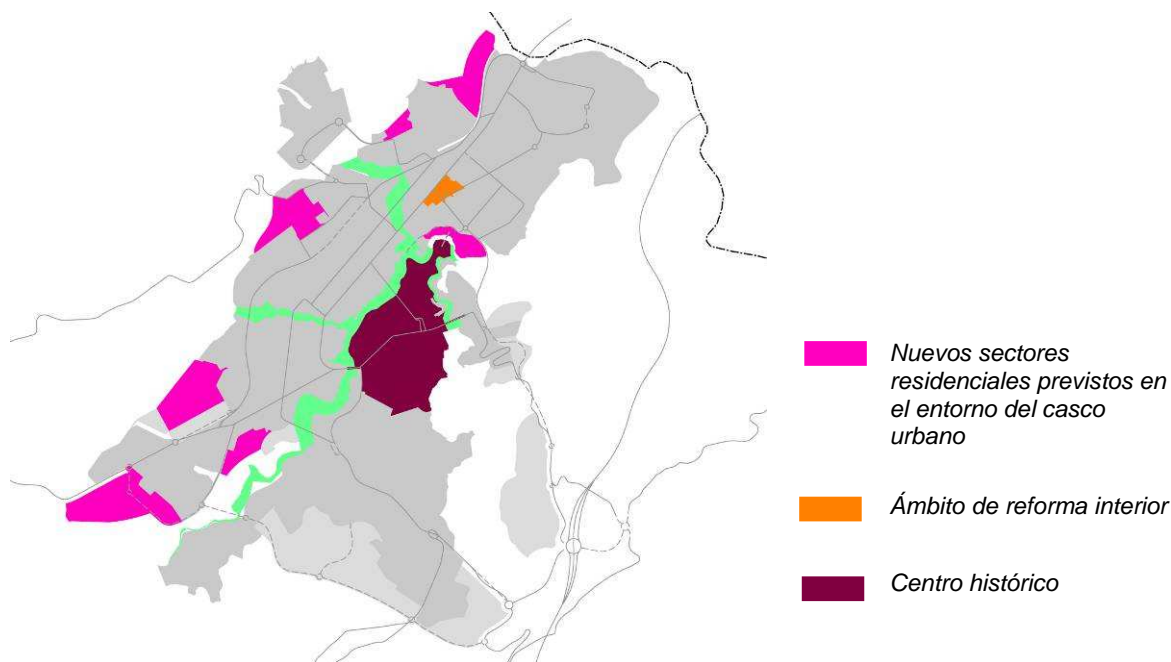 Nuevos sectores
residenciales previstos en
el entorno del casco
urbano
Ámbito de reforma interior
Centro histórico